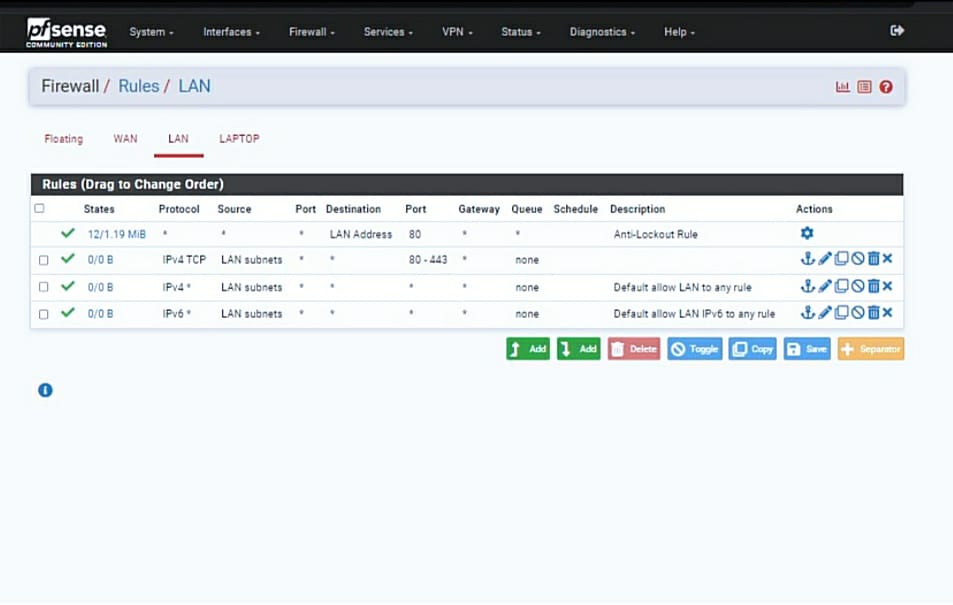 pfsense COMMUNITY EDITION System Interfaces Firewall Services VPN Status Diagnostics Help
Firewall / Rules / LAN
Floating WAN LAN LAPTOP
Rules (Drag to Change Order)
States Protocol Source Port Destination Port Gateway Queue Schedule Description Actions
12/1.19 MiB * * * LAN Address 80 * * Anti-Lockout Rule
0/0 B IPv4 TCP LAN subnets * * 80 - 443 * none
0/0 B IPv4 * LAN subnets * * * * none Default allow LAN to any rule
0/0 B IPv6 * LAN subnets * * * * none Default allow LAN IPv6 to any rule
Add Add Delete Toggle Copy Save Separator